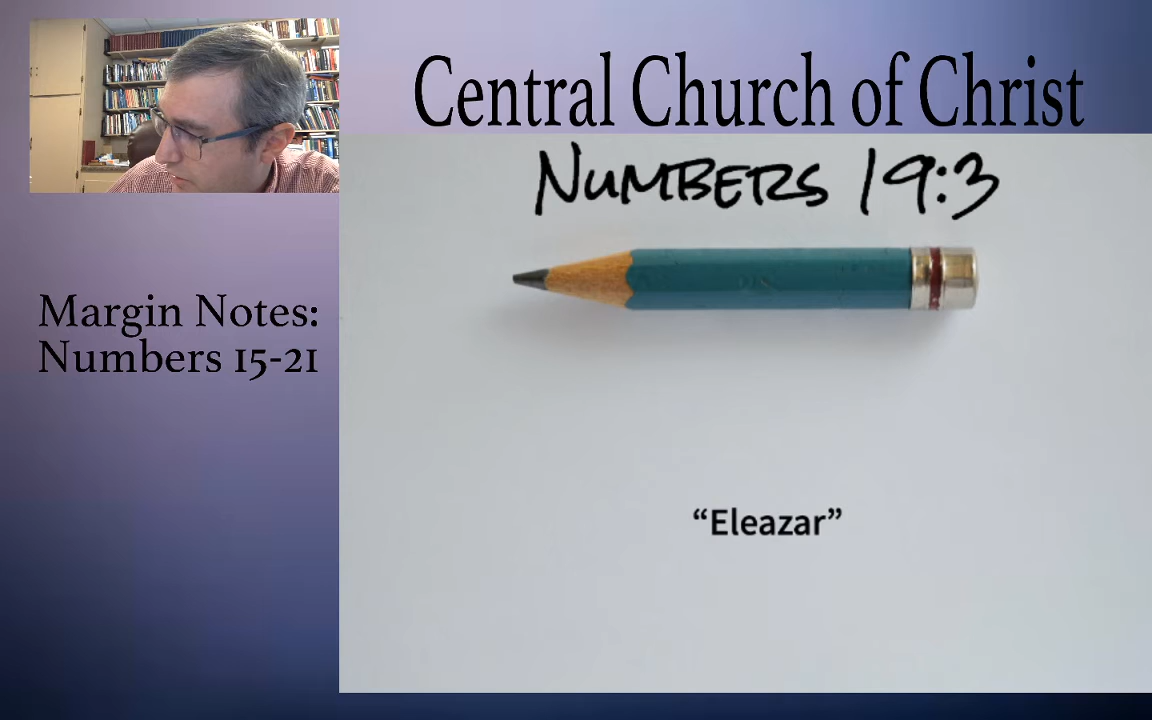 Central Church of Christ
Numbers 19:3
Margin Notes:
Numbers 15-21
“Eleazar”